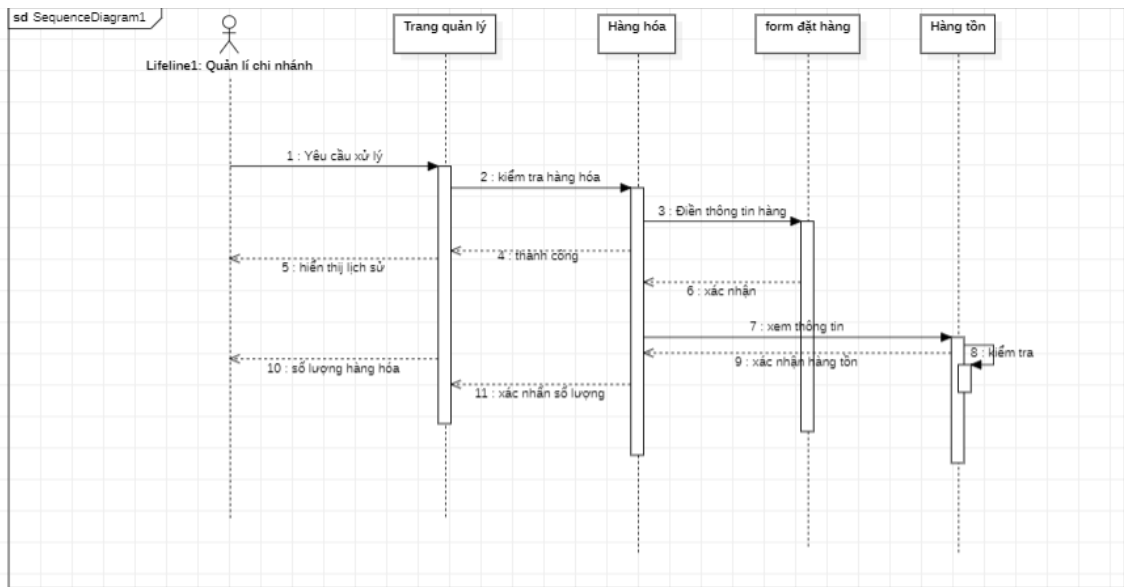 sd SequenceDiagram1
Trang quản lý
Hàng hóa
form đặt hàng
Hàng tồn
Lifeline1: Quản lí chi nhánh
1 : Yêu cầu xử lý
2 : kiểm tra hàng hóa
3 : Điền thông tin hàng
4 : thành công
5 : hiển thij lịch sử
6 : xác nhận
7 : xem thông tin
8 : kiểm tra
9 : xác nhận hàng tồn
10 : số lượng hàng hóa
11 : xác nhấn số lượng